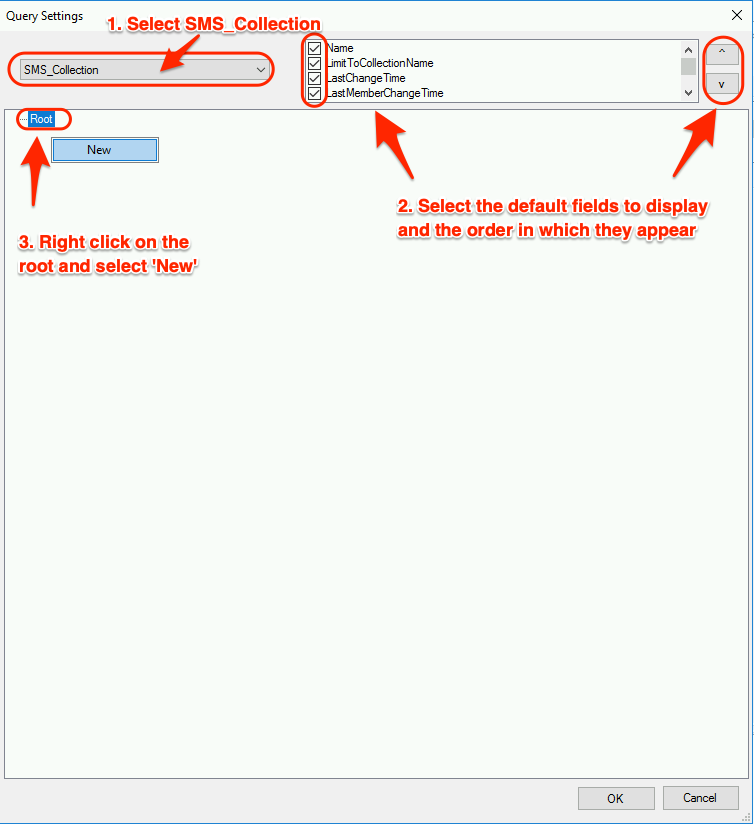 Query Settings
1. Select SMS_Collection
SMS_Collection
Name
LimitToCollectionName
LastChangeTime
LastMemberChangeTime
^
v
Root
New
2. Select the default fields to display
and the order in which they appear
3. Right click on the
root and select 'New'
OK
Cancel